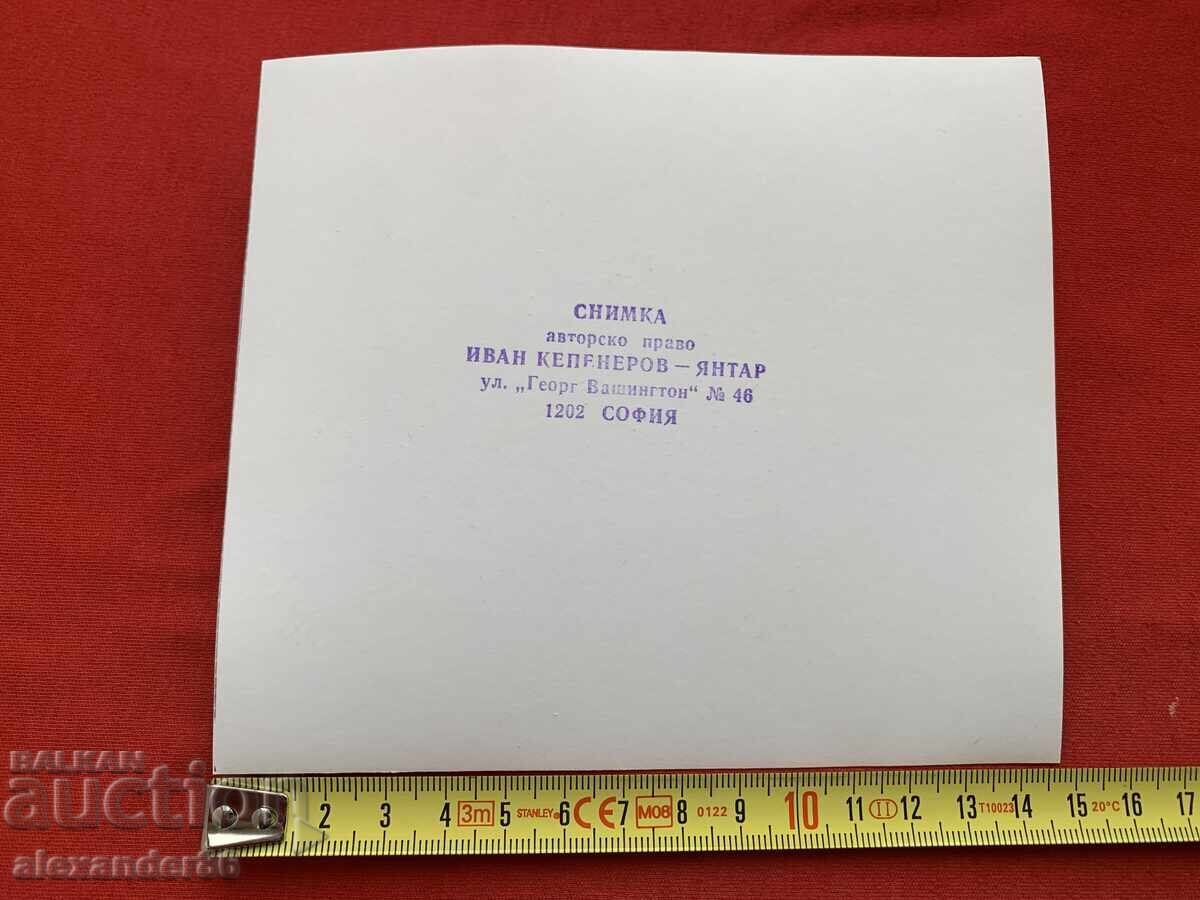 СНИМКА
авторско право
ИВАН КЕПЕНЕРОВ — ЯНТАР
ул. „Георг Вашингтон“ № 46
1202 СОФИЯ
BALKAN
auction
alexander86
2 3 4 3m 5 STANLEY® 6 CE 7 M08 8 0122 9 10 11 II 12 13 T10023 14 15 20°C 16 17